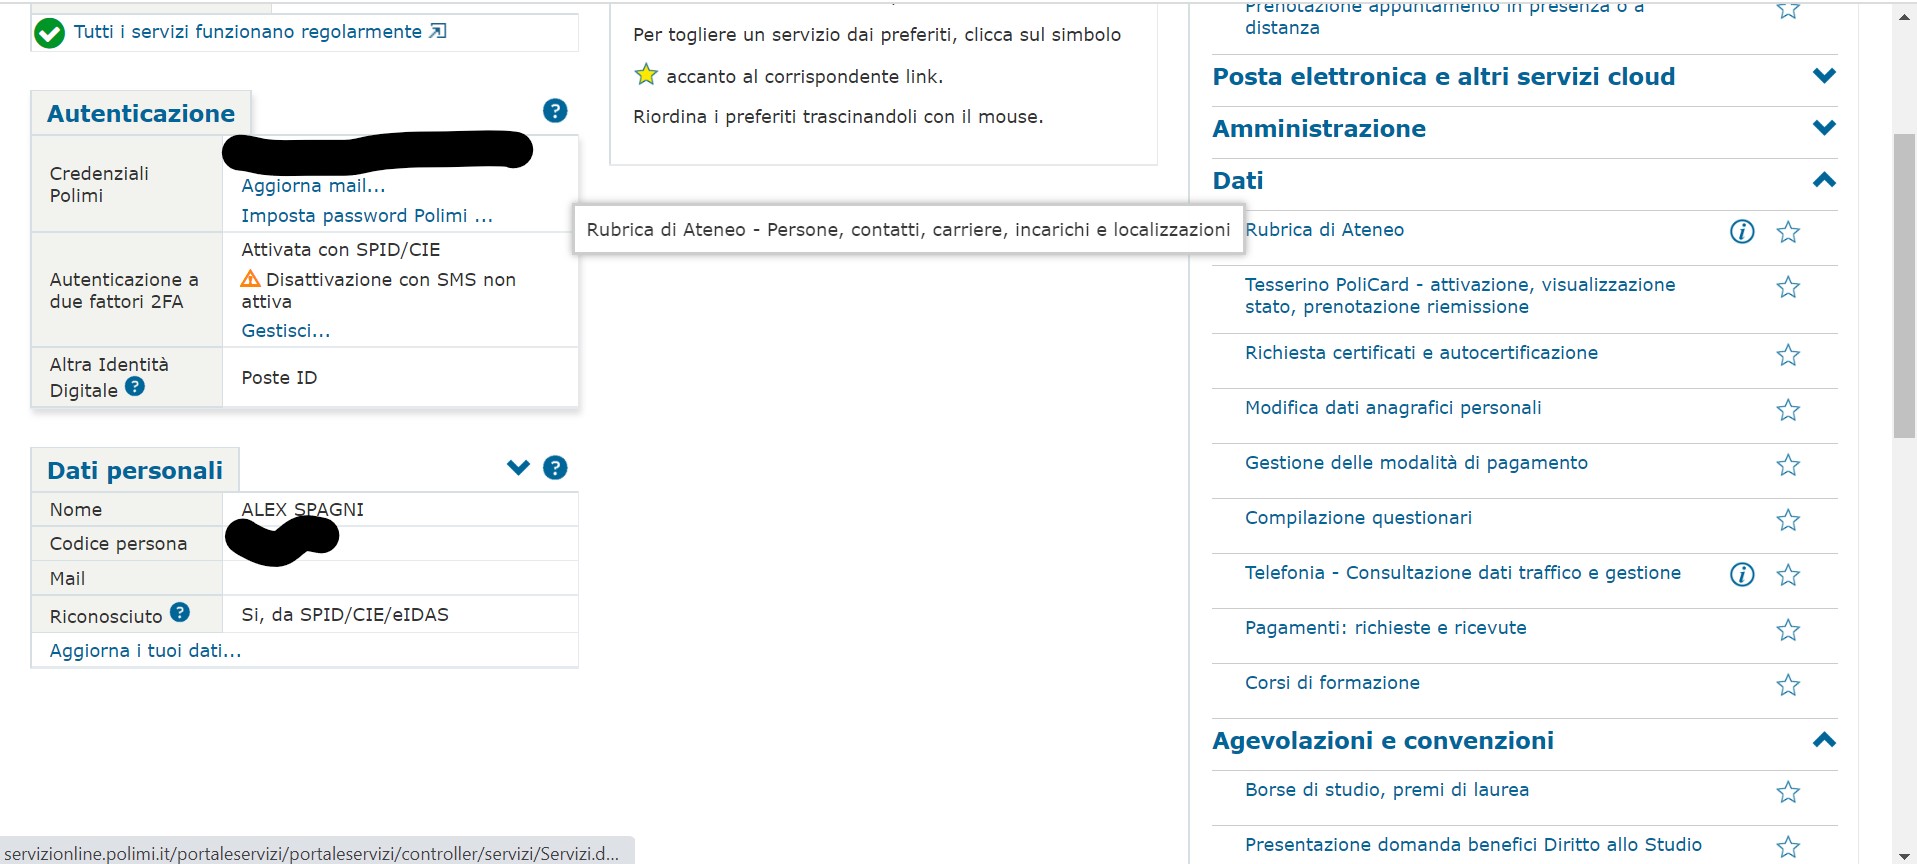 Tutti i servizi funzionano regolarmente
Autenticazione
Credenziali
Polimi
Aggiorna mail...
Imposta password Polimi ...
Autenticazione a
due fattori 2FA
Attivata con SPID/CIE
Disattivazione con SMS non
attiva
Gestisci...
Altra Identità
Digitale
Poste ID
Dati personali
Nome
ALEX SPAGNI
Codice persona
Mail
Riconosciuto
Si, da SPID/CIE/eIDAS
Aggiorna i tuoi dati...
Per togliere un servizio dai preferiti, clicca sul simbolo
accanto al corrispondente link.
Riordina i preferiti trascinandoli con il mouse.
Rubrica di Ateneo - Persone, contatti, carriere, incarichi e localizzazioni
Prenotazione appuntamento in presenza o a
distanza
Posta elettronica e altri servizi cloud
Amministrazione
Dati
Rubrica di Ateneo
Tesserino PoliCard - attivazione, visualizzazione
stato, prenotazione riemissione
Richiesta certificati e autocertificazione
Modifica dati anagrafici personali
Gestione delle modalità di pagamento
Compilazione questionari
Telefonia - Consultazione dati traffico e gestione
Pagamenti: richieste e ricevute
Corsi di formazione
Agevolazioni e convenzioni
Borse di studio, premi di laurea
Presentazione domanda benefici Diritto allo Studio
servizionline.polimi.it/portaleservizi/portaleservizi/controller/servizi/Servizi.d...